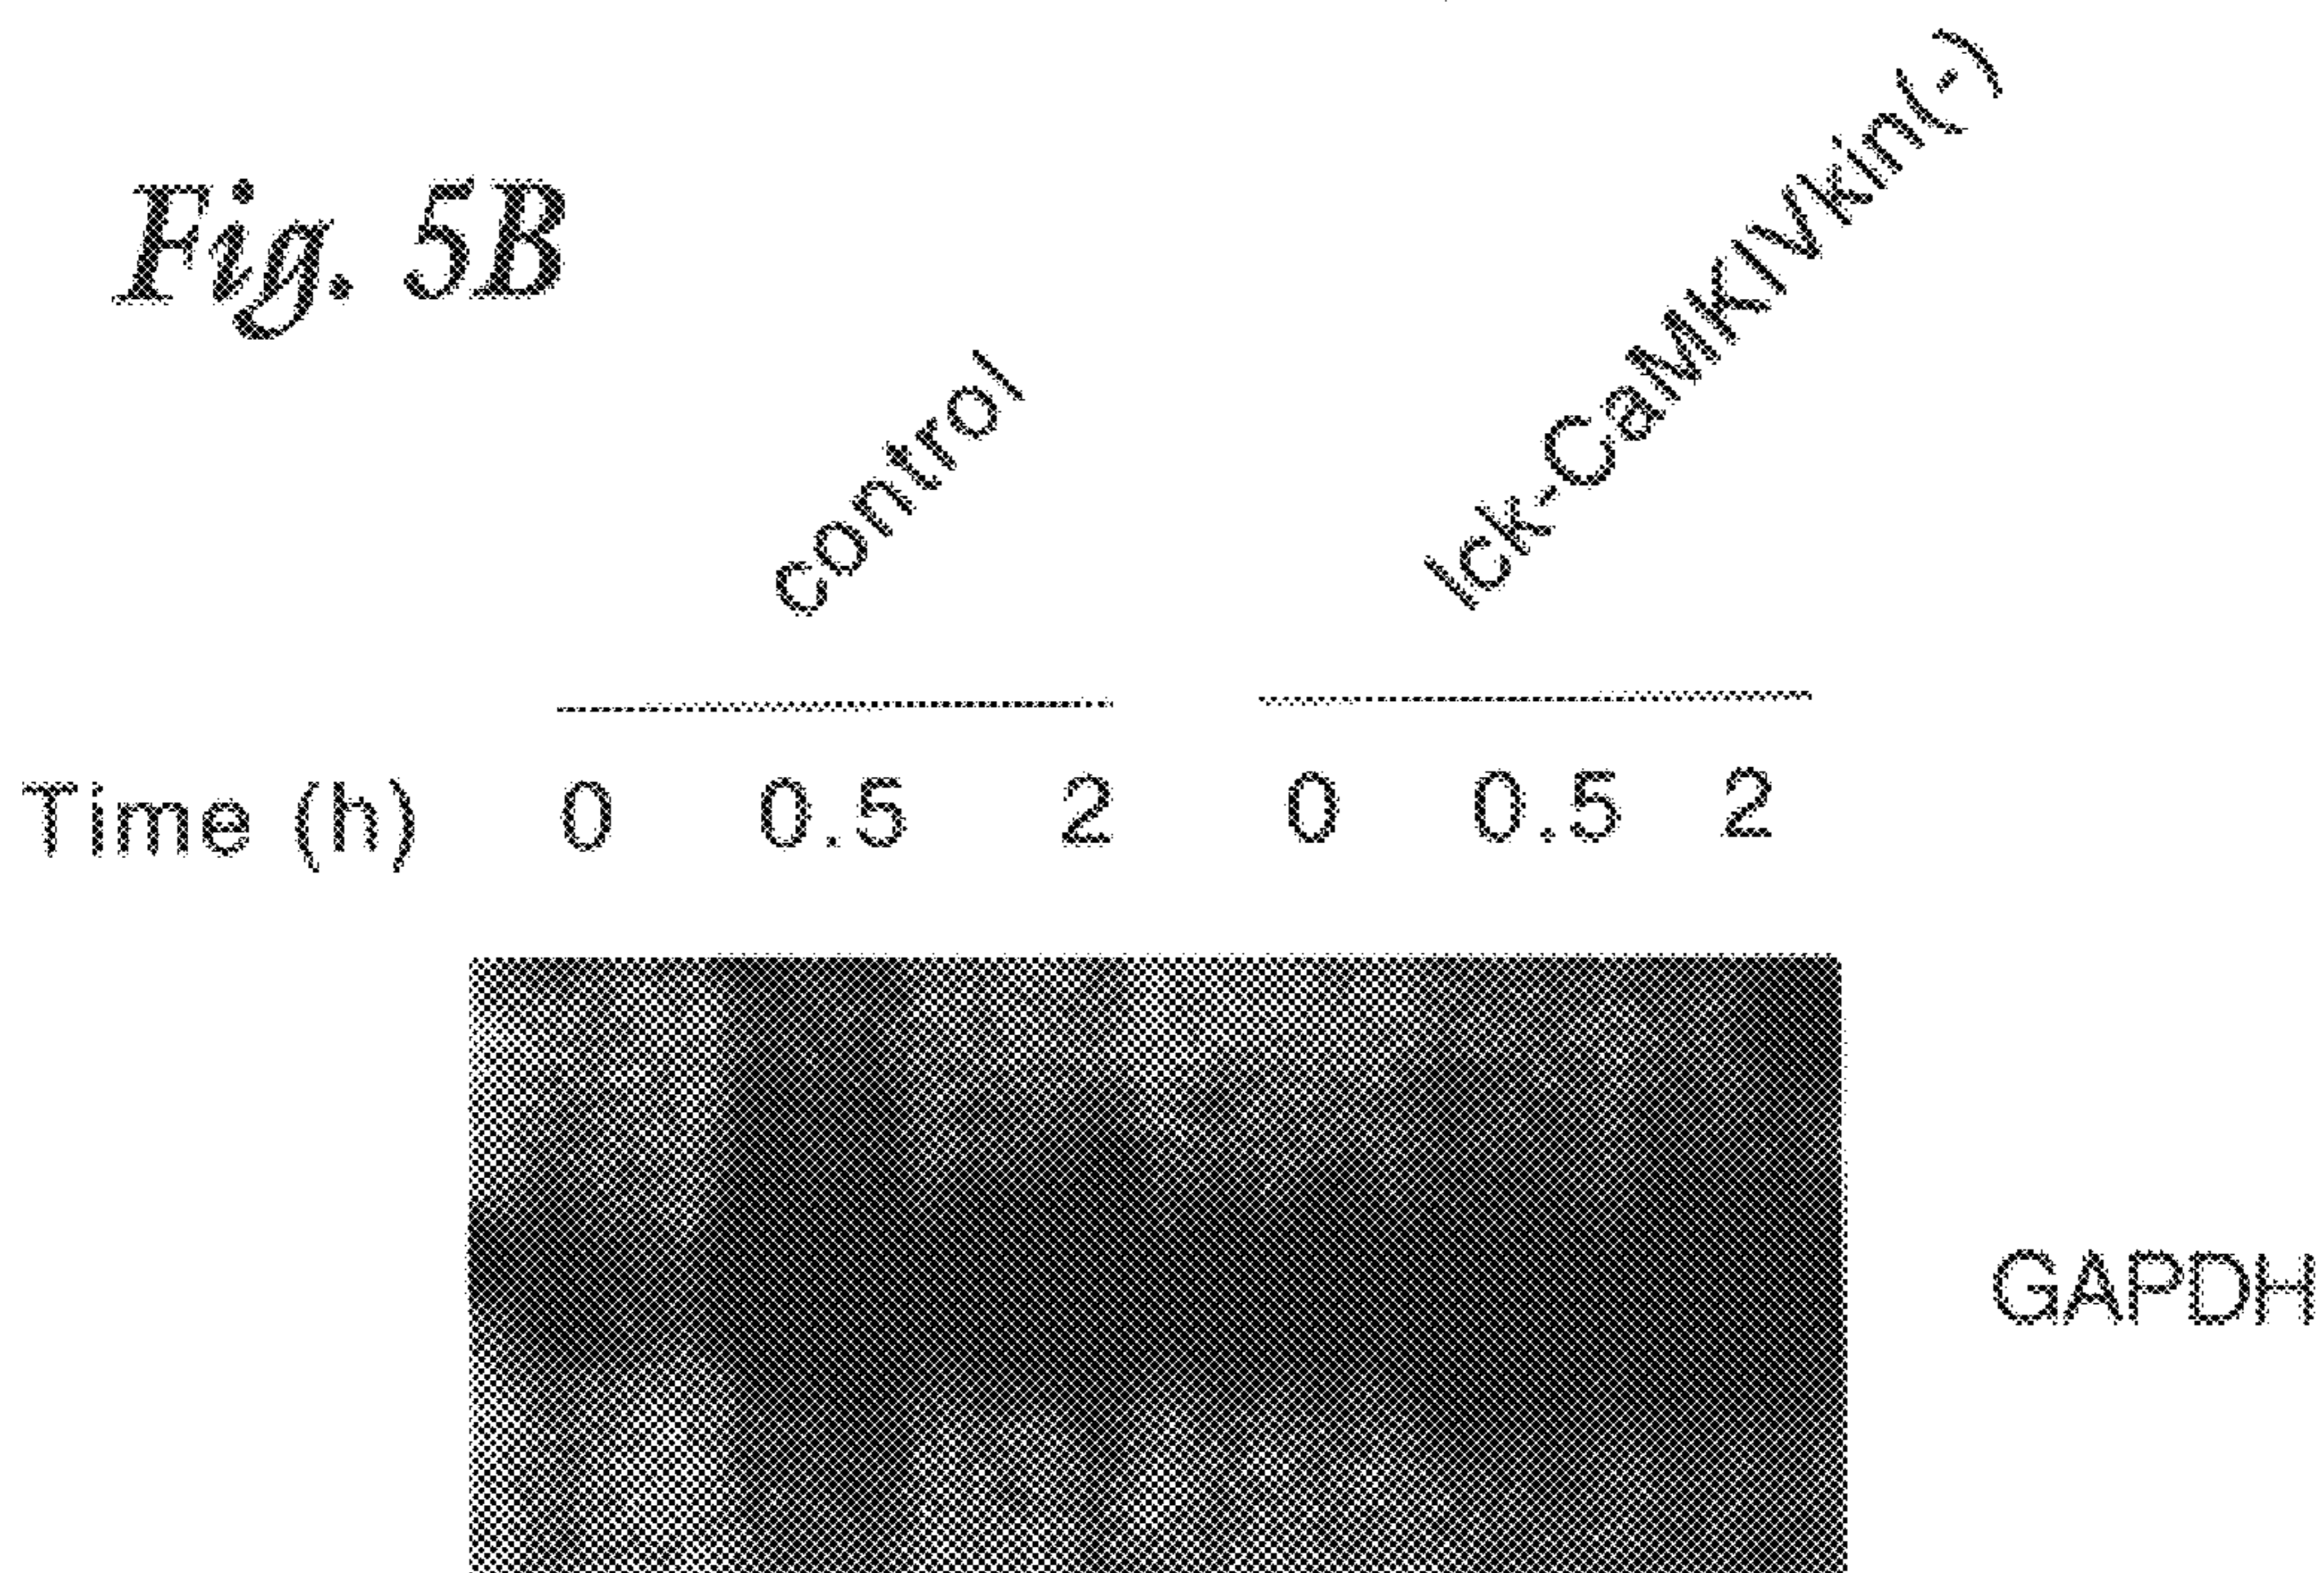 Fig. 5B
control
lck-CaMKIVkin(-)
Time (h) 0 0.5 2 0 0.5 2
GAPDH